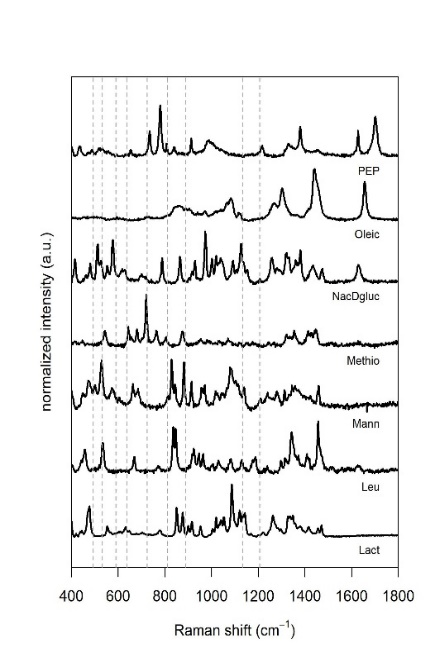 PEP
Oleic
NacDgluc
Methio
Mann
Leu
Lact
normalized intensity (a.u.)
400 600 800 1000 1200 1400 1600 1800
Raman shift (cm⁻¹)